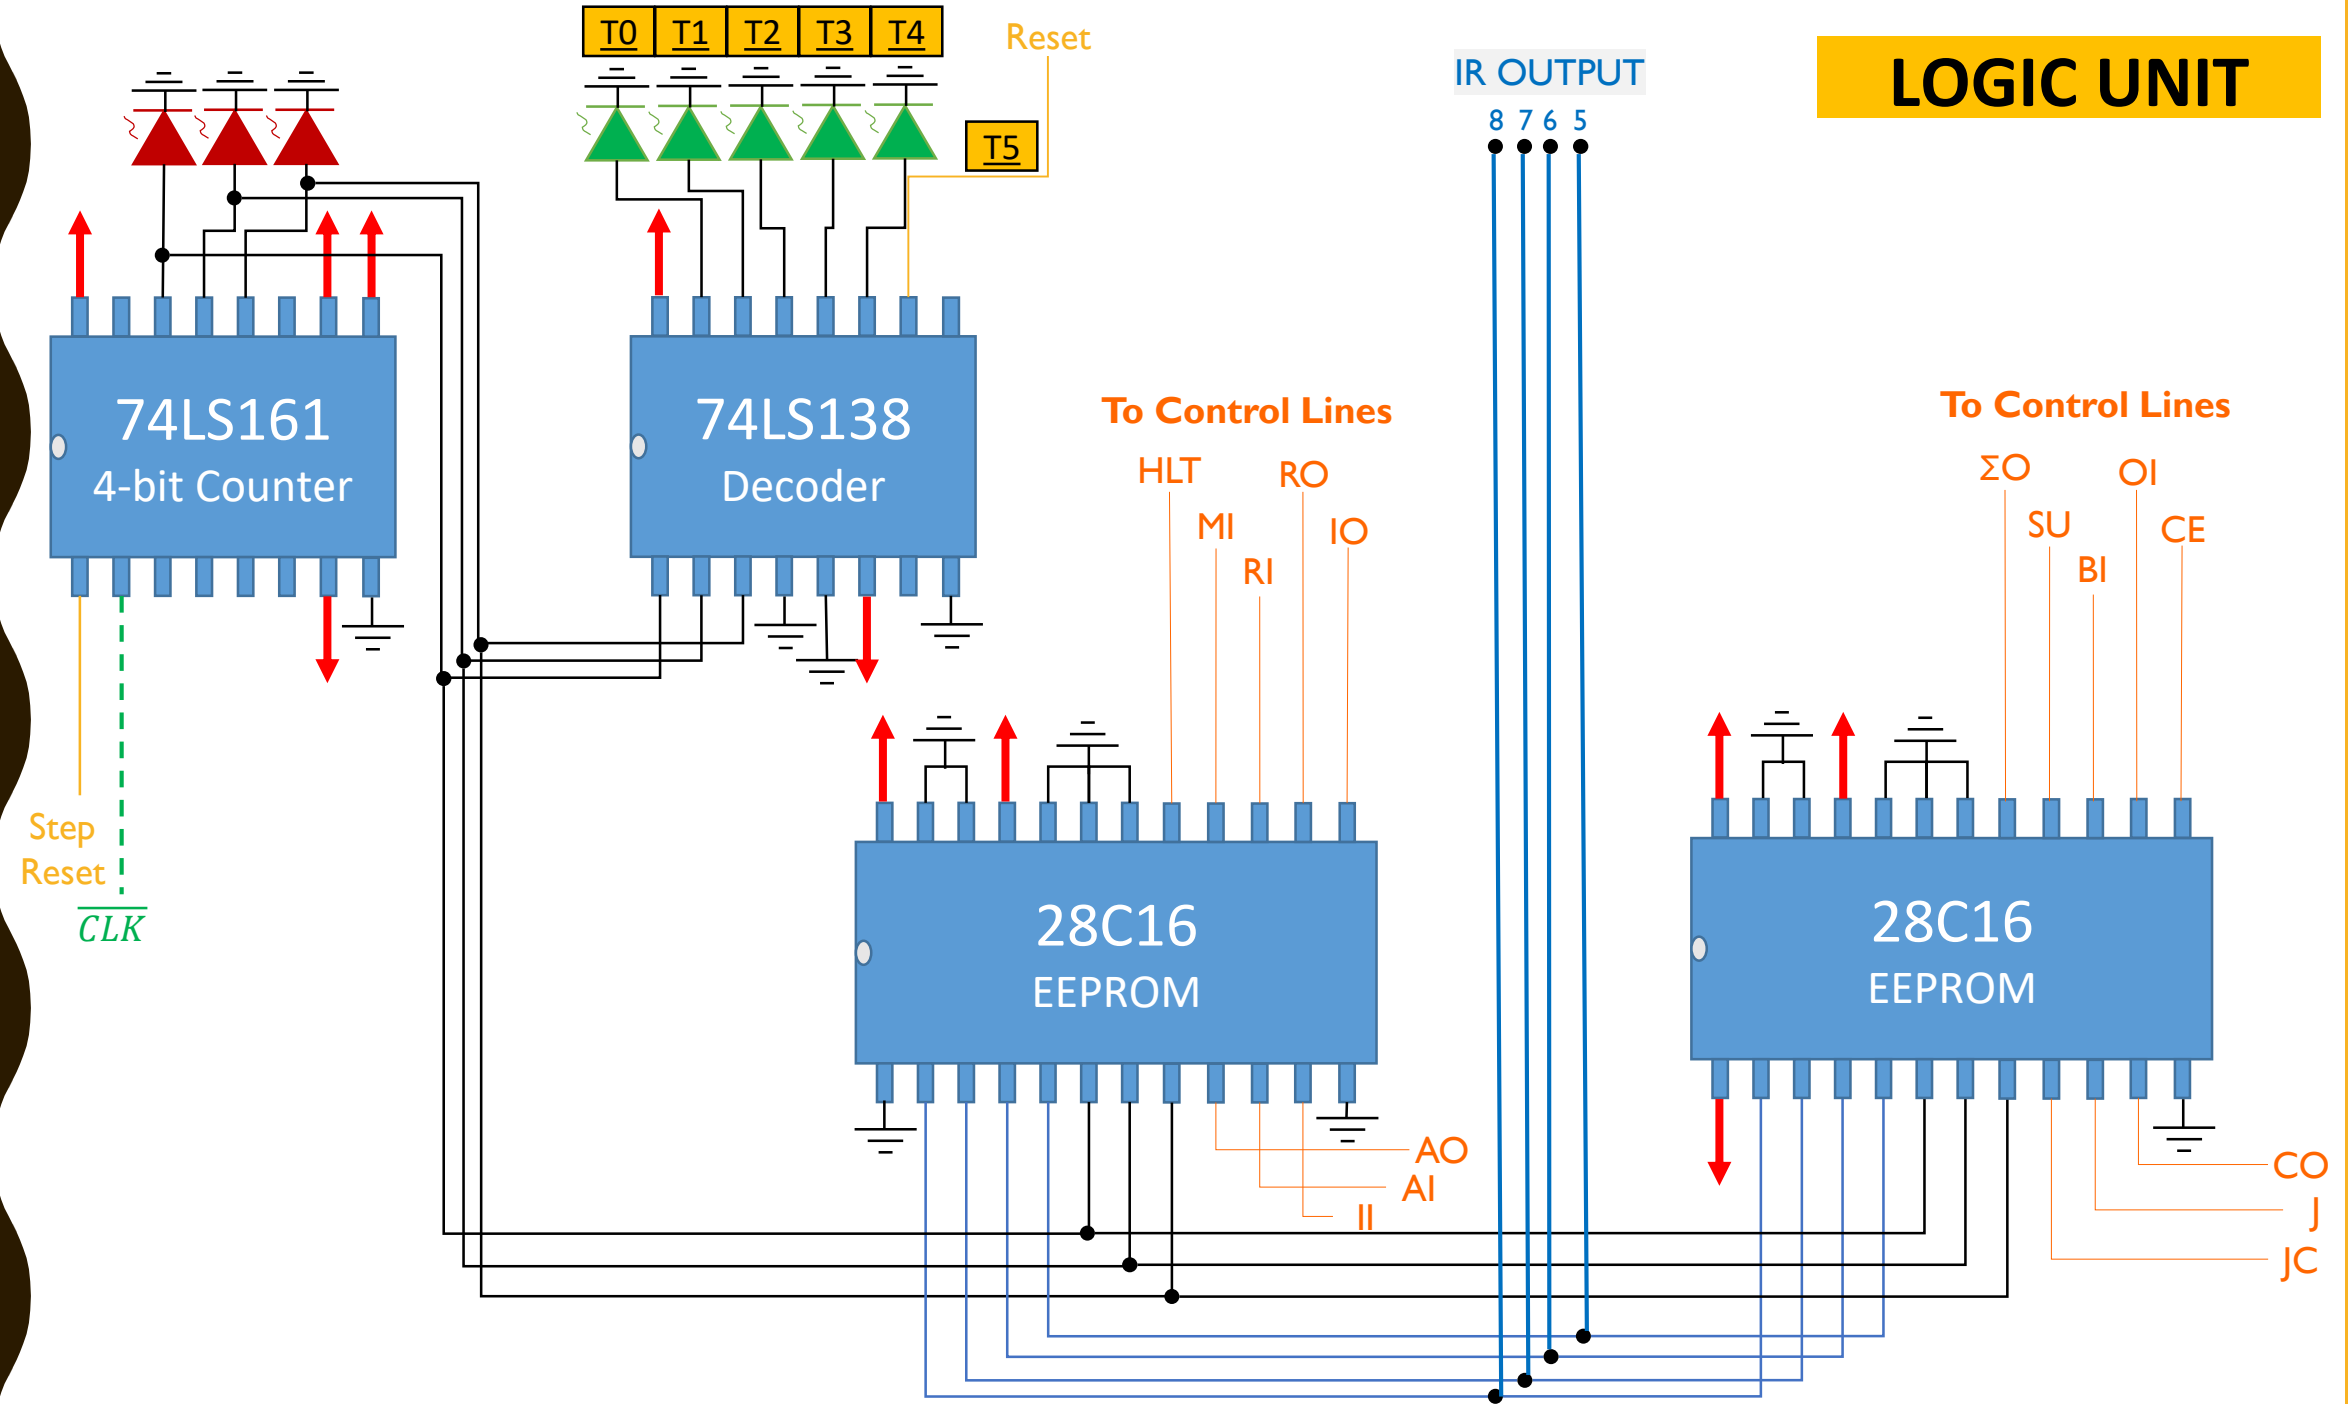 T0 T1 T2 T3 T4
Reset
T5
IR OUTPUT
8 7 6 5
LOGIC UNIT
74LS161
4-bit Counter
74LS138
Decoder
Step
Reset
CLK
To Control Lines
HLT
MI
RI
RO
IO
28C16
EEPROM
AO
AI
II
To Control Lines
ΣO
SU
BI
OI
CE
28C16
EEPROM
CO
J
JC